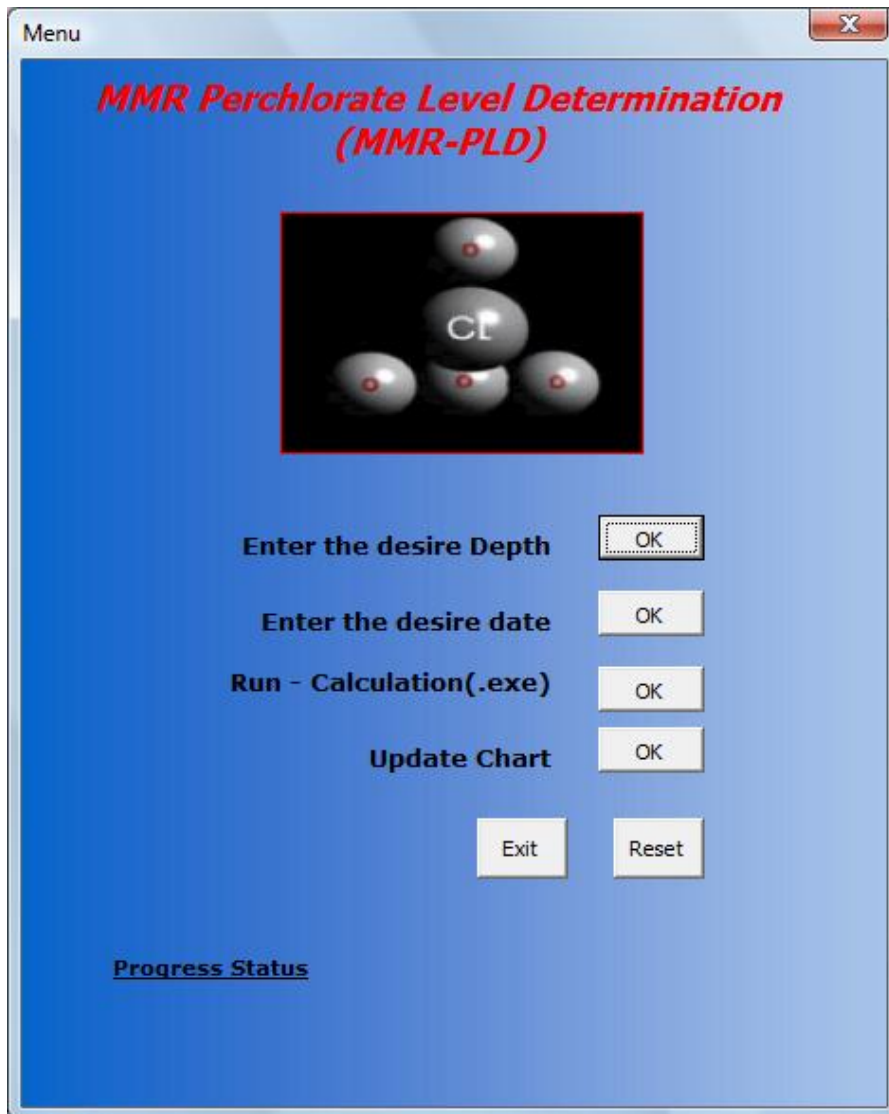 Menu
X
MMR Perchlorate Level Determination
(MMR-PLD)
O
CL
O O O
Enter the desire Depth OK
Enter the desire date OK
Run - Calculation(.exe) OK
Update Chart OK
Exit Reset
Progress Status